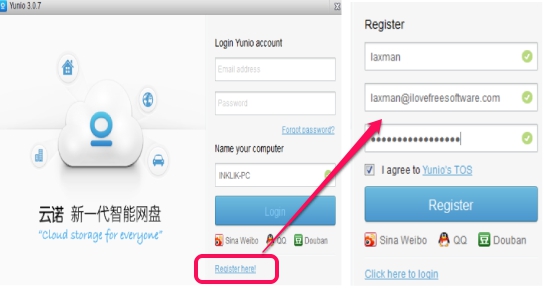 Yunio 3.0.7
云诺 新一代智能网盘
"Cloud storage for everyone"
Login Yunio account
Email address
Password
Forgot password?
Name your computer
INKLIK-PC
Login
Sina Weibo QQ 豆 Douban
Register here!
Register
laxman
laxman@ilovefreesoftware.com
I agree to Yunio's TOS
Register
Sina Weibo QQ 豆 Douban
Click here to login